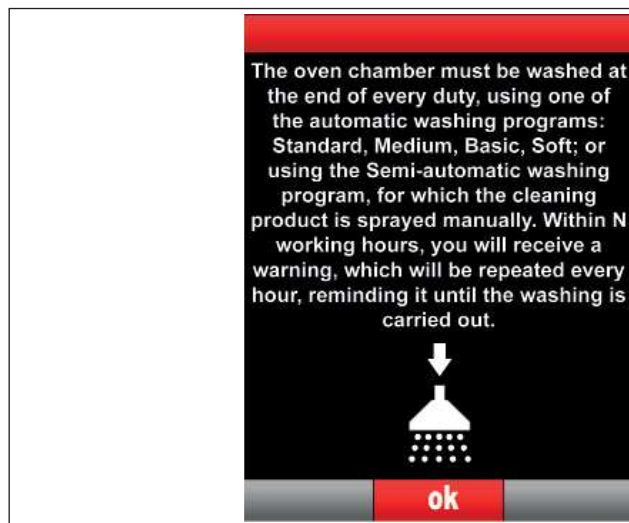 The oven chamber must be washed at
the end of every duty, using one of
the automatic washing programs:
Standard, Medium, Basic, Soft; or
using the Semi-automatic washing
program, for which the cleaning
product is sprayed manually. Within N
working hours, you will receive a
warning, which will be repeated every
hour, reminding it until the washing is
carried out.
ok